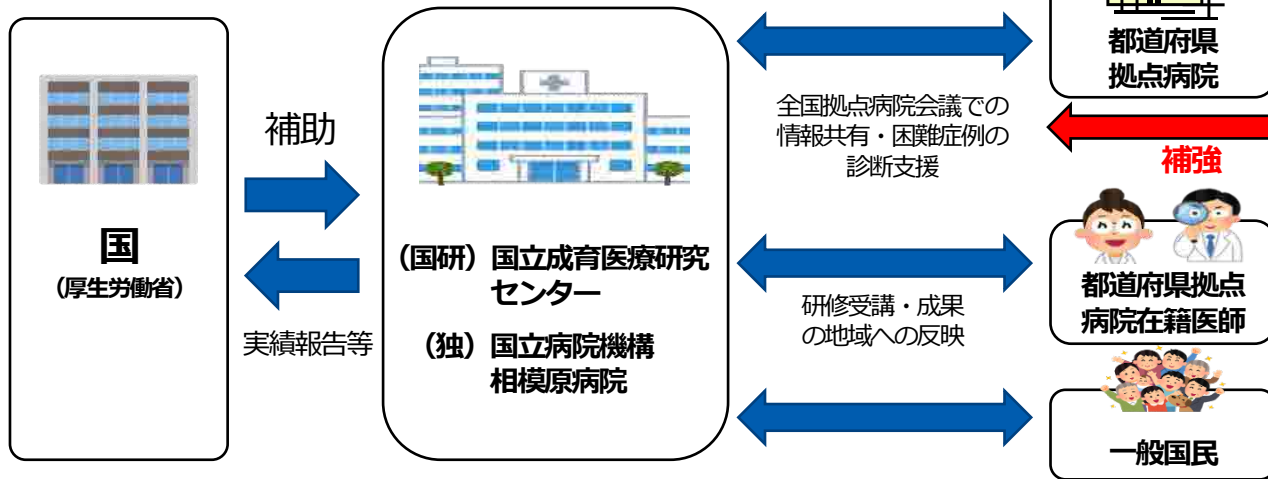 国
（厚生労働省）
補助
実績報告等
（国研）国立成育医療研究
センター
（独）国立病院機構
相模原病院
全国拠点病院会議での
情報共有・困難症例の
診断支援
研修受講・成果
の地域への反映
都道府県
拠点病院
補強
都道府県拠点
病院在籍医師
一般国民